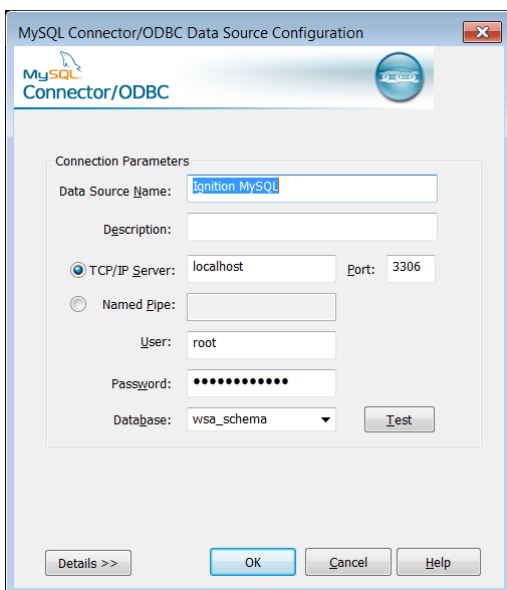 MySQL Connector/ODBC Data Source Configuration
MySQL
Connector/ODBC
Connection Parameters
Data Source Name: Ignition MySQL
Description:
TCP/IP Server: localhost Port: 3306
Named Pipe:
User: root
Password: ••••••••••••
Database: wsa_schema Test
Details >> OK Cancel Help